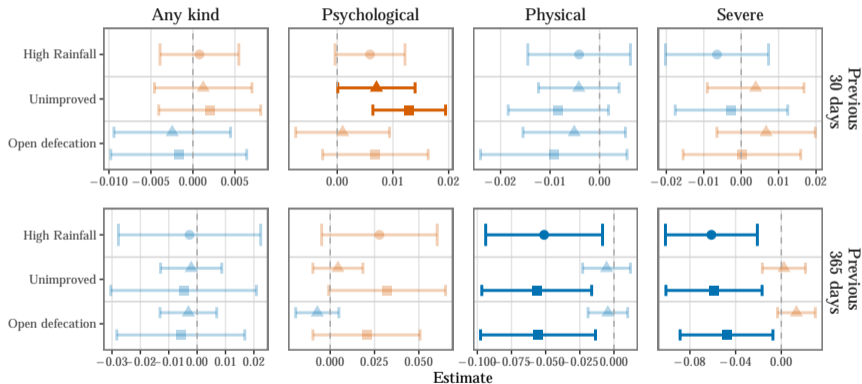 Any kind Psychological Physical Severe
High Rainfall
Unimproved
Open defecation
Previous
30 days
−0.010 −0.005 0.000 0.005 0.00 0.01 0.02 −0.02 −0.01 0.00 −0.02 −0.01 0.00 0.01 0.02
High Rainfall
Unimproved
Open defecation
Previous
365 days
−0.03 −0.02 −0.01 0.00 0.01 0.02 0.000 0.025 0.050 −0.100 −0.075 −0.050 −0.025 0.000 −0.08 −0.04 0.00
Estimate